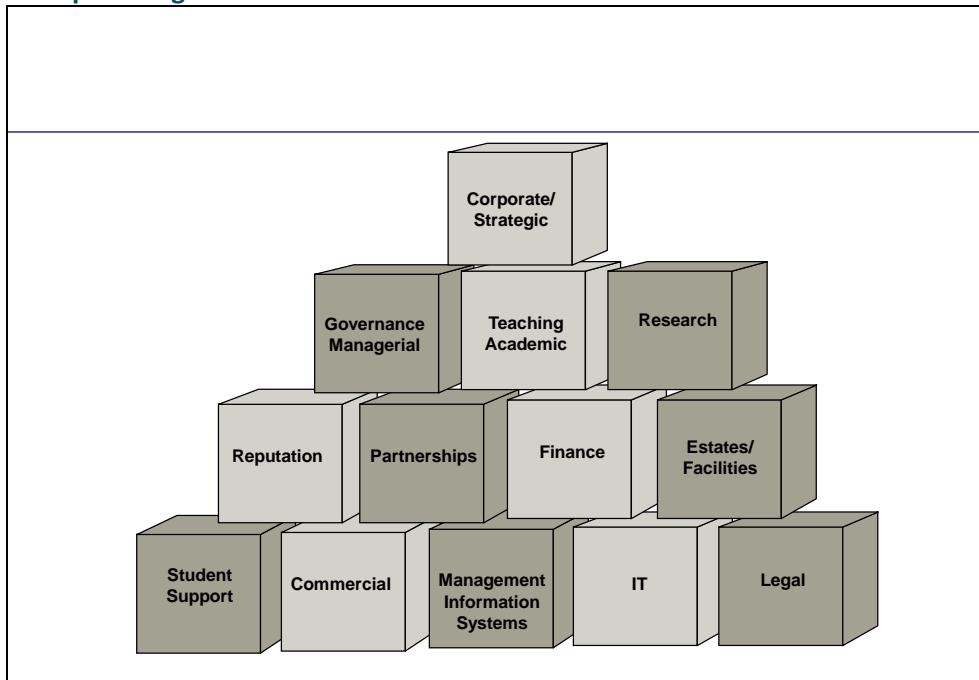 Corporate/
Strategic
Governance
Managerial
Teaching
Academic
Research
Reputation
Partnerships
Finance
Estates/
Facilities
Student
Support
Commercial
Management
Information
Systems
IT
Legal